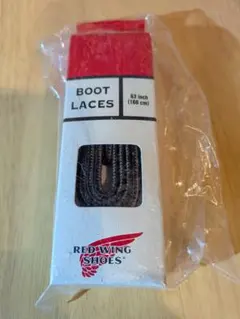 BOOT
LACES
63 inch
(160 cm)
RED WING
SHOES®